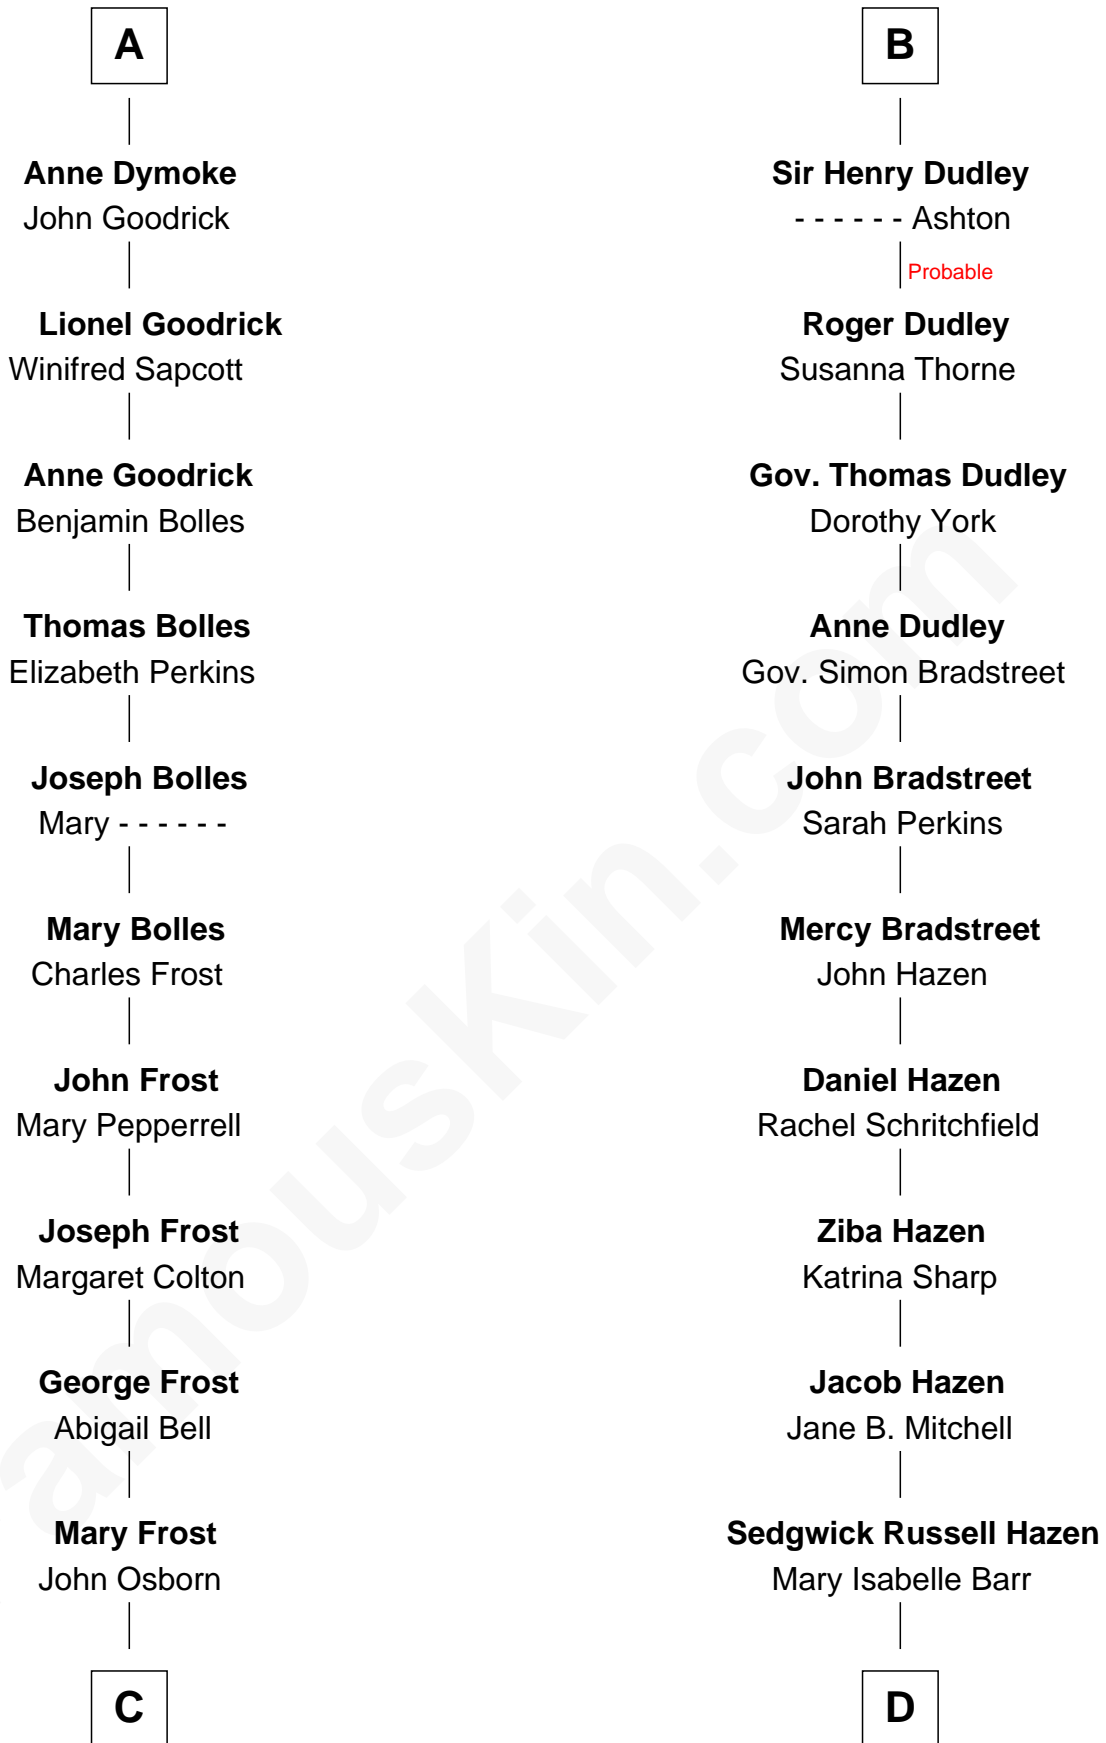 A
Anne Dymoke
John Goodrick
Lionel Goodrick
Winifred Sapcott
Anne Goodrick
Benjamin Bolles
Thomas Bolles
Elizabeth Perkins
Joseph Bolles
Mary - - - - - -
Mary Bolles
Charles Frost
John Frost
Mary Pepperrell
Joseph Frost
Margaret Colton
George Frost
Abigail Bell
Mary Frost
John Osborn
C
B
Sir Henry Dudley
- - - - - - Ashton
Probable
Roger Dudley
Susanna Thorne
Gov. Thomas Dudley
Dorothy York
Anne Dudley
Gov. Simon Bradstreet
John Bradstreet
Sarah Perkins
Mercy Bradstreet
John Hazen
Daniel Hazen
Rachel Schritchfield
Ziba Hazen
Katrina Sharp
Jacob Hazen
Jane B. Mitchell
Sedgwick Russell Hazen
Mary Isabelle Barr
D
amouskin.com